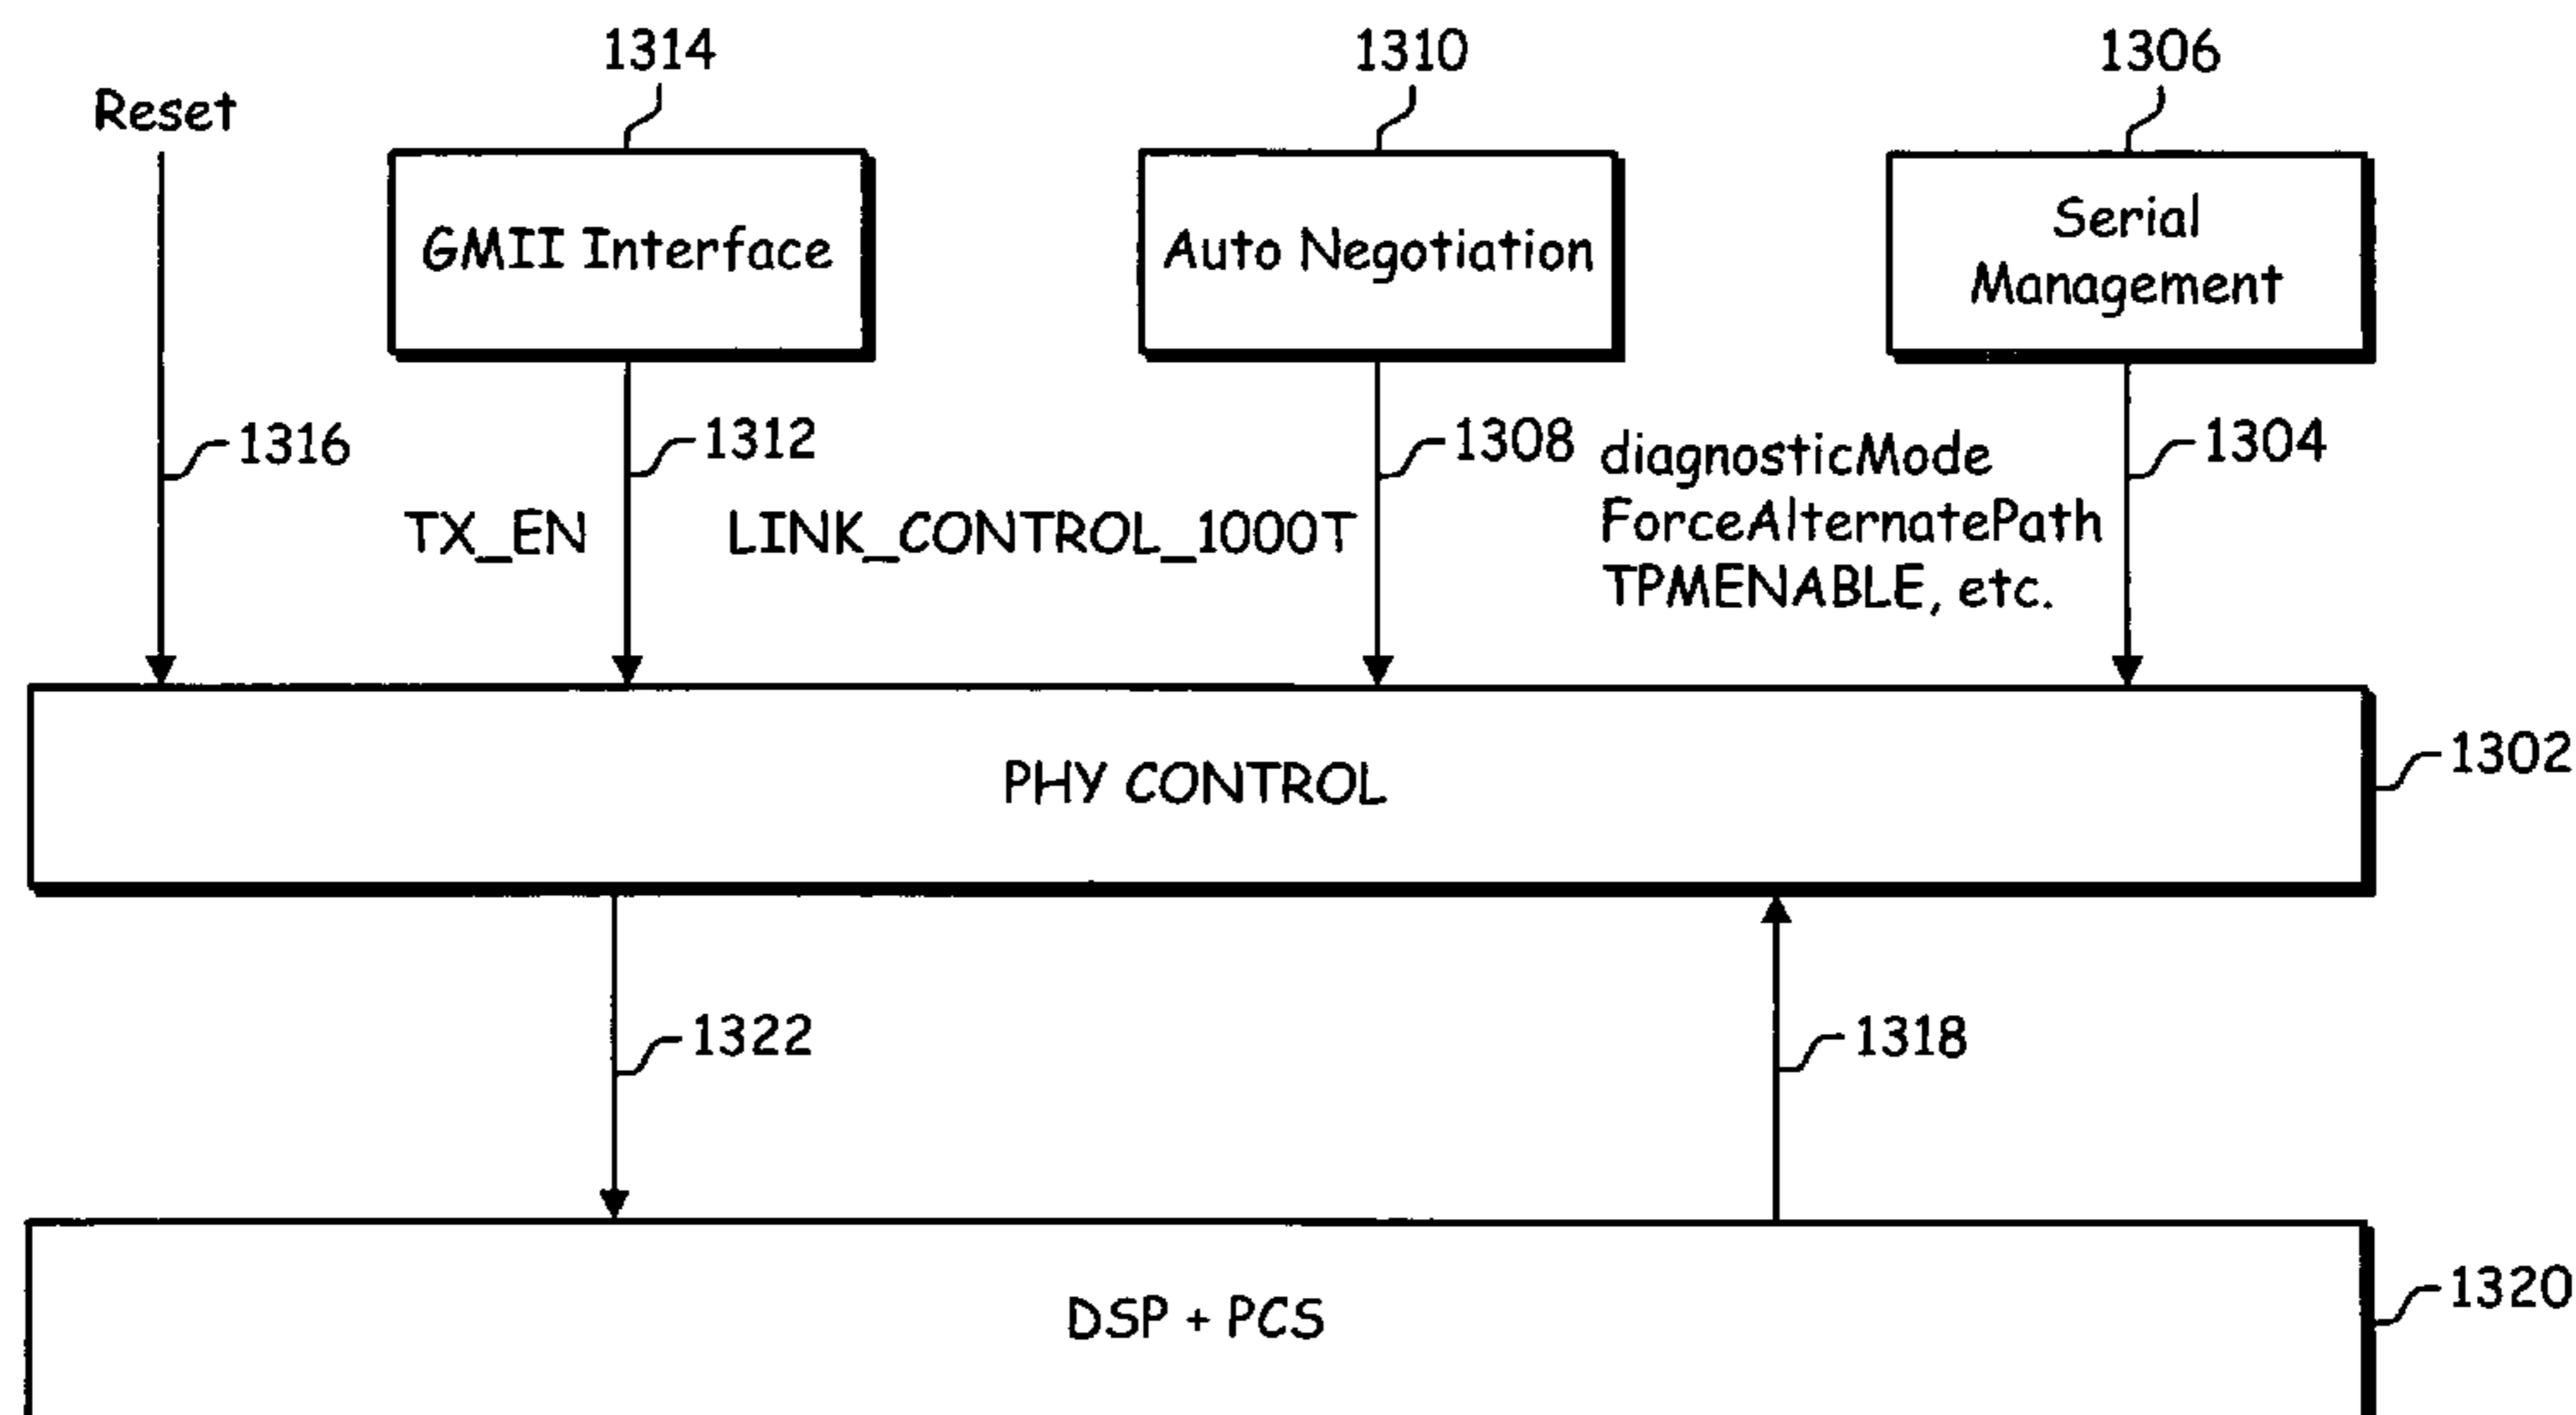 1314
1310
1306
Reset
GMII Interface
Auto Negotiation
Serial
Management
1316
1312
1308
1304
TX_EN
LINK_CONTROL_1000T
diagnosticMode
ForceAlternatePath
TPMENABLE, etc.
PHY CONTROL
1302
1322
1318
DSP + PCS
1320